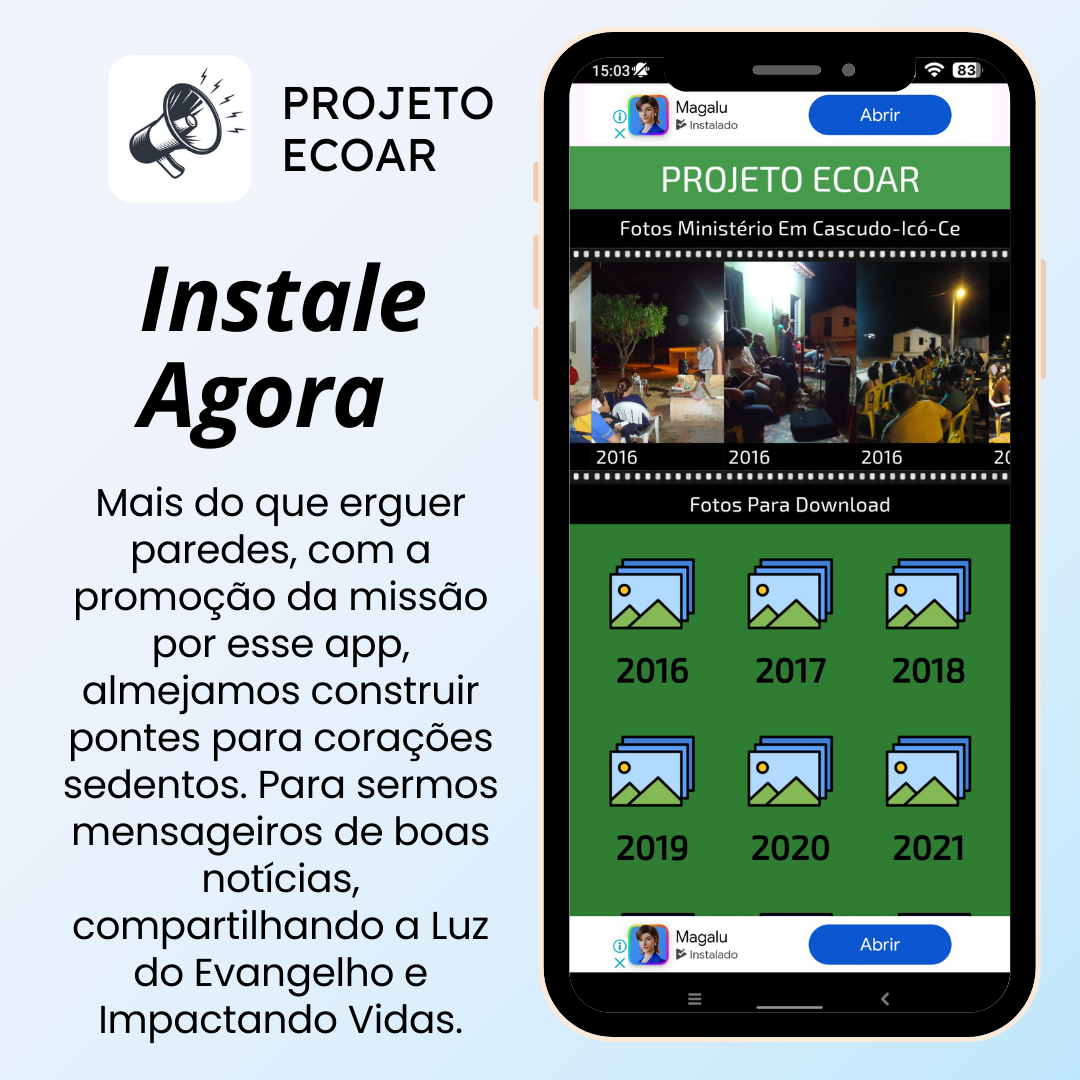 PROJETO
ECOAR
Instale
Agora
Mais do que erguer
paredes, com a
promoção da missão
por esse app,
almejamos construir
pontes para corações
sedentos. Para sermos
mensageiros de boas
notícias,
compartilhando a Luz
do Evangelho e
Impactando Vidas.
15:03
83
Magalu
Instalado
Abrir
PROJETO ECOAR
Fotos Ministério Em Cascudo-Icó-Ce
2016 2016 2016 20
Fotos Para Download
2016 2017 2018
2019 2020 2021
Magalu
Instalado
Abrir